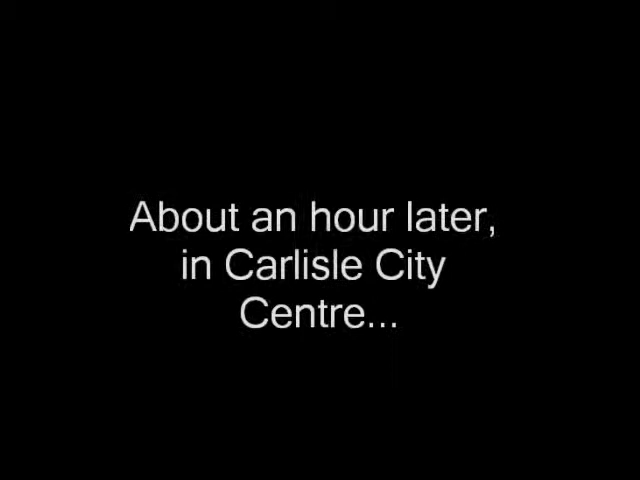 About an hour later,
in Carlisle City
Centre...